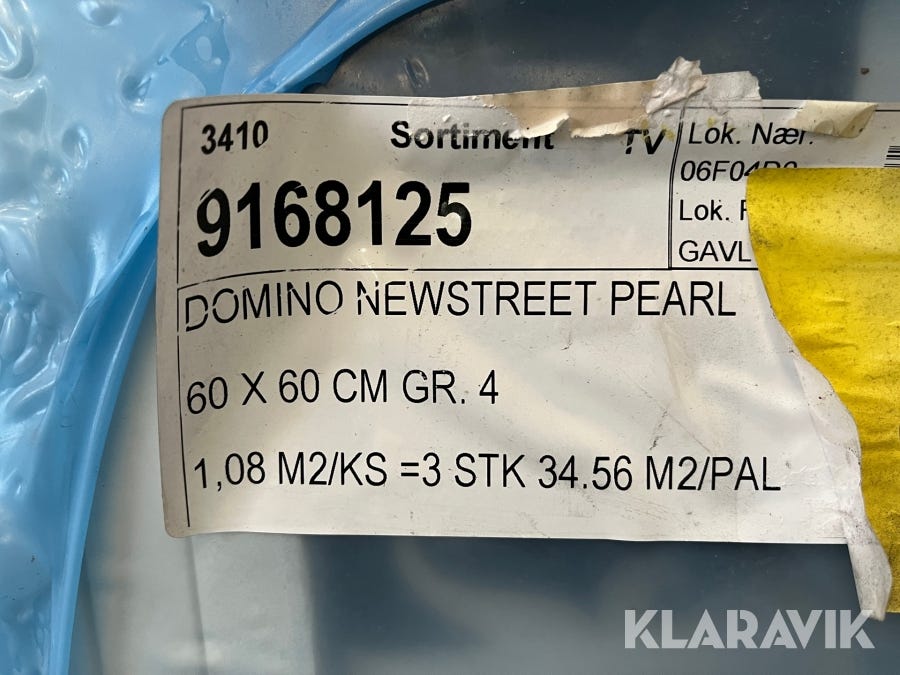 3410 Sortiment TV
9168125
Lok. Nær.
Lok.
GAVL
DOMINO NEWSTREET PEARL
60 X 60 CM GR. 4
1,08 M2/KS =3 STK 34.56 M2/PAL
KLARAVIK